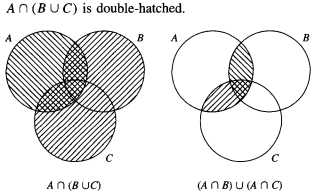 A ∩ (B ∪ C) is double-hatched.
A
B
C
A ∩ (B ∪ C)
A
B
C
(A ∩ B) ∪ (A ∩ C)